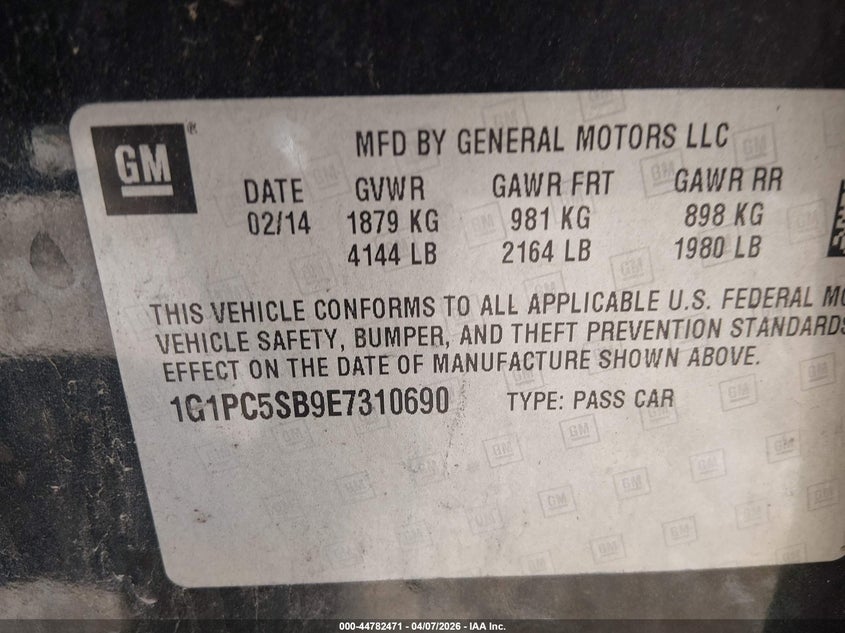 GM ® MFD BY GENERAL MOTORS LLC
DATE GVWR GAWR FRT GAWR RR
02/14 1879 KG 981 KG 898 KG
4144 LB 2164 LB 1980 LB
THIS VEHICLE CONFORMS TO ALL APPLICABLE U.S. FEDERAL
VEHICLE SAFETY, BUMPER, AND THEFT PREVENTION STANDARDS
EFFECT ON THE DATE OF MANUFACTURE SHOWN ABOVE.
1G1PC5SB9E7310690 TYPE: PASS CAR
000-44782471 - 04/07/2026 - IAA Inc.